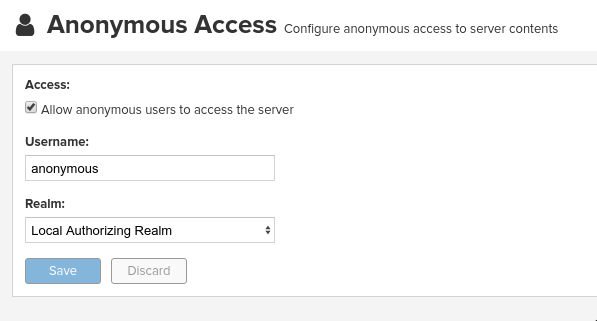 Anonymous Access Configure anonymous access to server contents
Access:
Allow anonymous users to access the server
Username:
anonymous
Realm:
Local Authorizing Realm
Save Discard